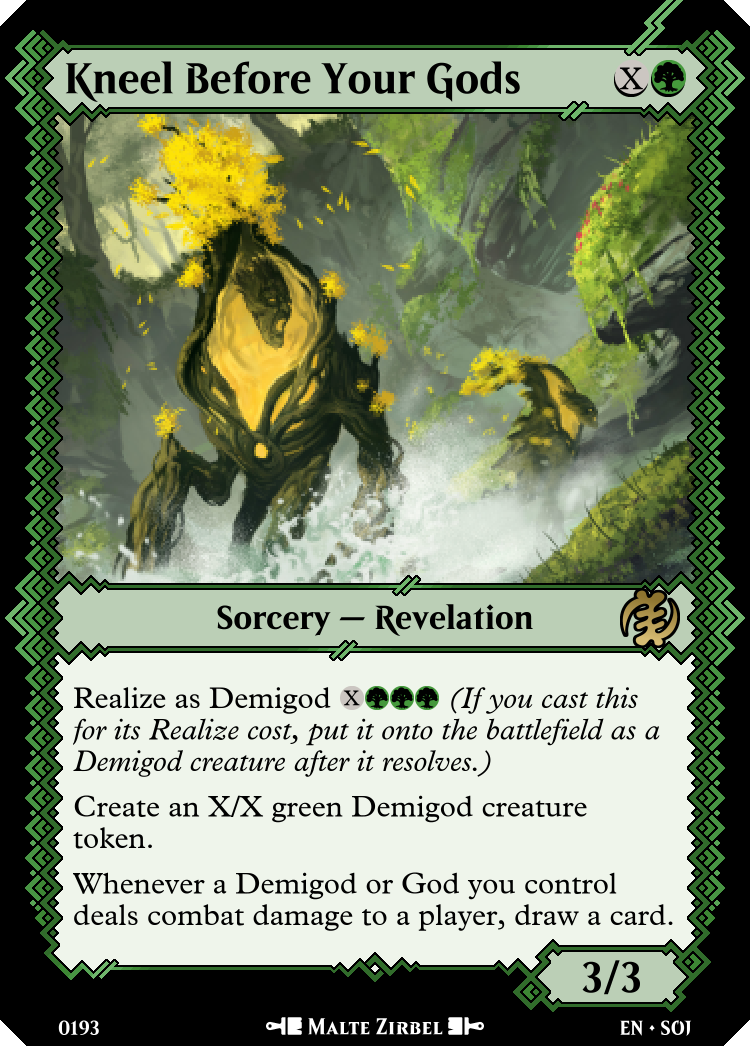 Kneel Before Your Gods X
Sorcery — Revelation
Realize as Demigod X (If you cast this
for its Realize cost, put it onto the battlefield as a
Demigod creature after it resolves.)
Create an X/X green Demigod creature
token.
Whenever a Demigod or God you control
deals combat damage to a player, draw a card.
3/3
0193 Malte Zirbel EN • SOI